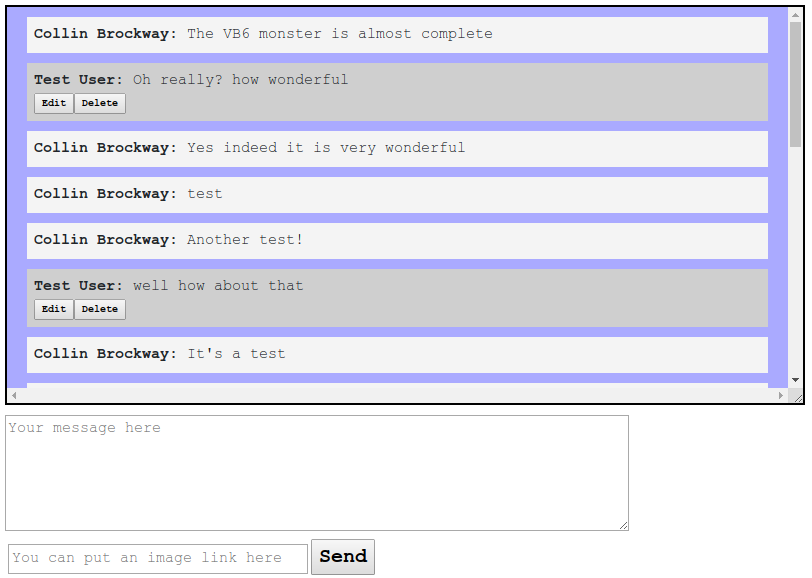 Collin Brockway: The VB6 monster is almost complete
Test User: Oh really? how wonderful
Edit Delete
Collin Brockway: Yes indeed it is very wonderful
Collin Brockway: test
Collin Brockway: Another test!
Test User: well how about that
Edit Delete
Collin Brockway: It's a test
Your message here
You can put an image link here Send